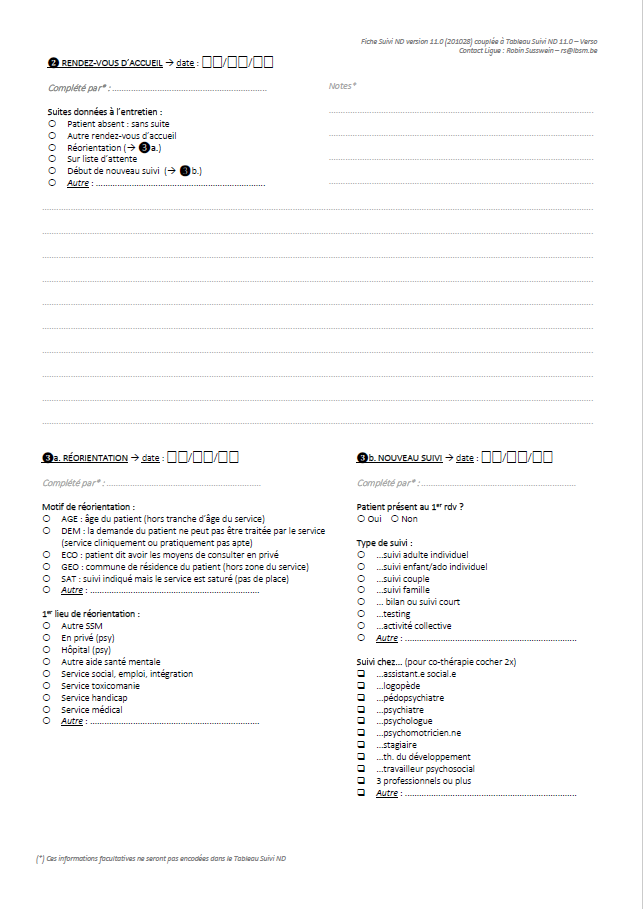 Fiche Suivi ND version 11.0 (201028) couplée à Tableau Suivi ND 11.0 – Verso
Contact Ligue : Robin Susswein – rs@lbsm.be
❷ RENDEZ-VOUS D'ACCUEIL → date : □□/□□/□□
Complété par* : ..........................................................
Notes*
Suites données à l'entretien :
○ Patient absent : sans suite
○ Autre rendez-vous d'accueil
○ Réorientation (→ ❸a.)
○ Sur liste d'attente
○ Début de nouveau suivi (→ ❸b.)
○ Autre : ..........................................................
❸a. RÉORIENTATION → date : □□/□□/□□
Complété par* : ..........................................................
Motif de réorientation :
○ AGE : âge du patient (hors tranche d'âge du service)
○ DEM : la demande du patient ne peut pas être traitée par le service
(service cliniquement ou pratiquement pas apte)
○ ECO : patient dit avoir les moyens de consulter en privé
○ GEO : commune de résidence du patient (hors zone du service)
○ SAT : suivi indiqué mais le service est saturé (pas de place)
○ Autre : ..........................................................
1er lieu de réorientation :
○ Autre SSM
○ En privé (psy)
○ Hôpital (psy)
○ Autre aide santé mentale
○ Service social, emploi, intégration
○ Service toxicomanie
○ Service handicap
○ Service médical
○ Autre : ..........................................................
❸b. NOUVEAU SUIVI → date : □□/□□/□□
Complété par* : ..........................................................
Patient présent au 1er rdv ?
○ Oui ○ Non
Type de suivi :
○ …suivi adulte individuel
○ …suivi enfant/ado individuel
○ …suivi couple
○ …suivi famille
○ … bilan ou suivi court
○ …testing
○ …activité collective
○ Autre : ..........................................................
Suivi chez… (pour co-thérapie cocher 2x)
❑ …assistant.e social.e
❑ …logopède
❑ …pédopsychiatre
❑ …psychiatre
❑ …psychologue
❑ …psychomotricien.ne
❑ …stagiaire
❑ …th. du développement
❑ …travailleur psychosocial
❑ 3 professionnels ou plus
❑ Autre : ..........................................................
(*) Ces informations facultatives ne seront pas encodées dans le Tableau Suivi ND